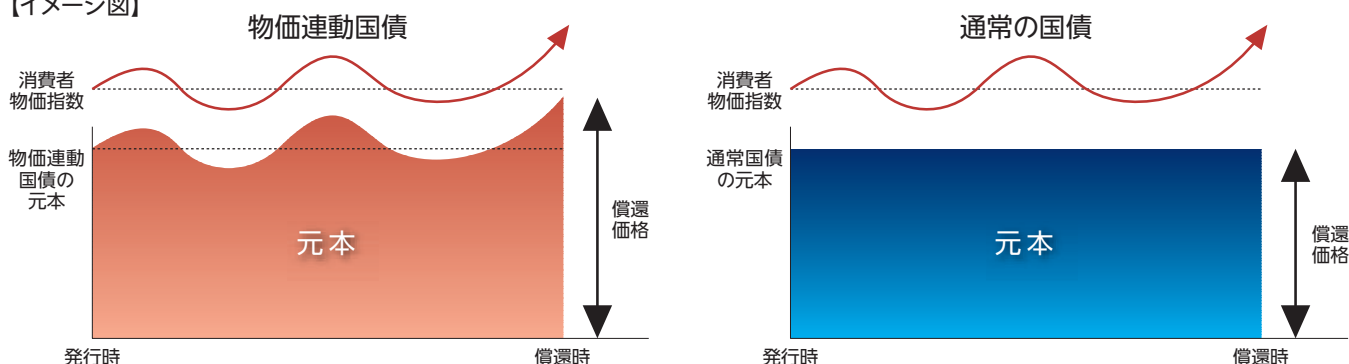 【イメージ図】
物価連動国債
消費者
物価指数
物価連動
国債の
元本
元本
償還
価格
発行時
償還時
通常の国債
消費者
物価指数
通常国債
の元本
元本
償還
価格
発行時
償還時